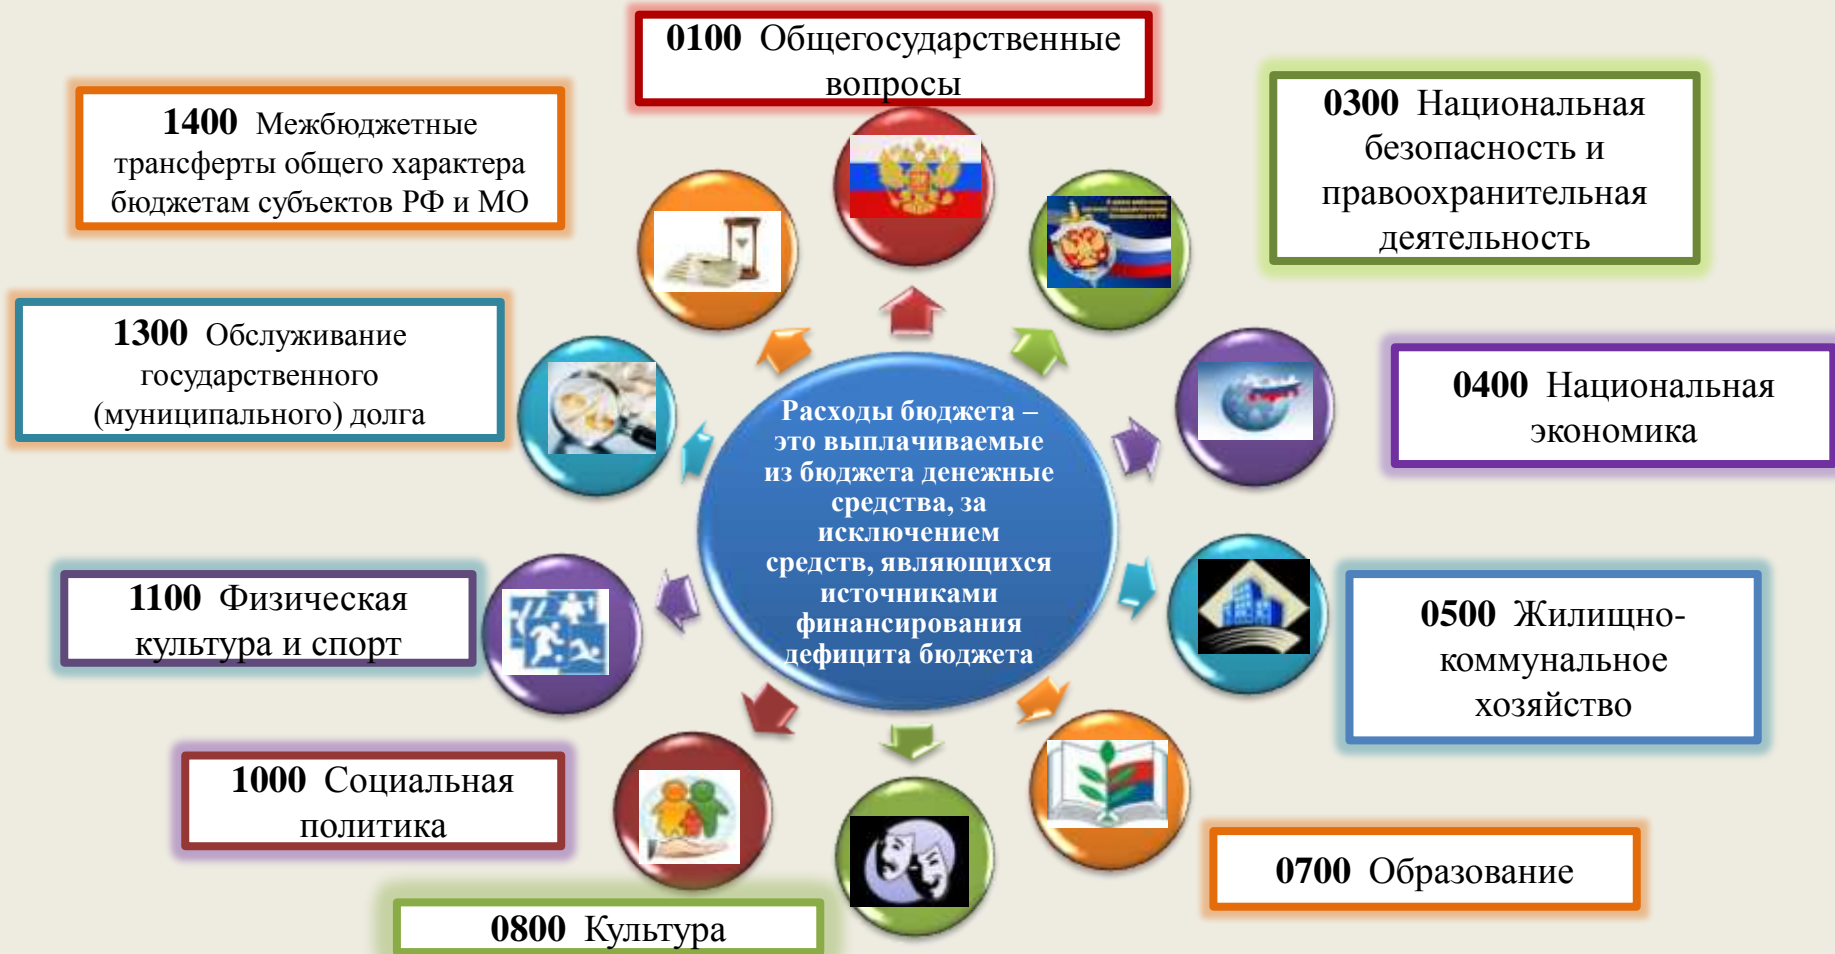 0100 Общегосударственные
вопросы
0300 Национальная
безопасность и
правоохранительная
деятельность
0400 Национальная
экономика
0500 Жилищно-
коммунальное
хозяйство
0700 Образование
0800 Культура
1000 Социальная
политика
1100 Физическая
культура и спорт
1300 Обслуживание
государственного
(муниципального) долга
1400 Межбюджетные
трансферты общего характера
бюджетам субъектов РФ и МО
Расходы бюджета –
это выплачиваемые
из бюджета денежные
средства, за
исключением
средств, являющихся
источниками
финансирования
дефицита бюджета